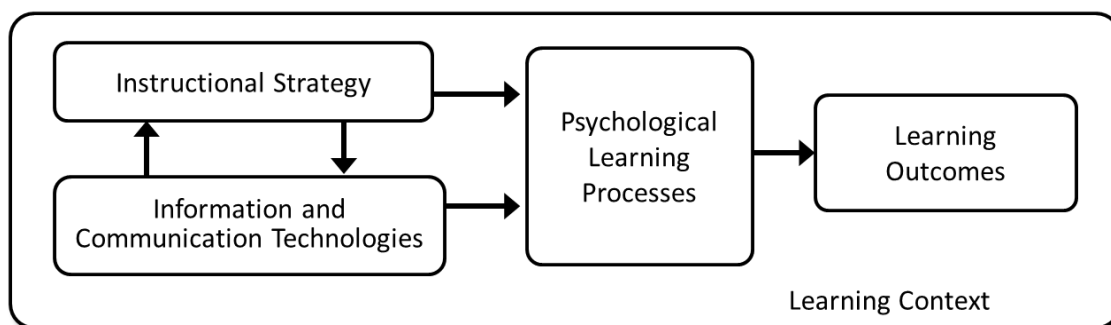 Instructional Strategy
Information and
Communication Technologies
Psychological
Learning
Processes
Learning
Outcomes
Learning Context